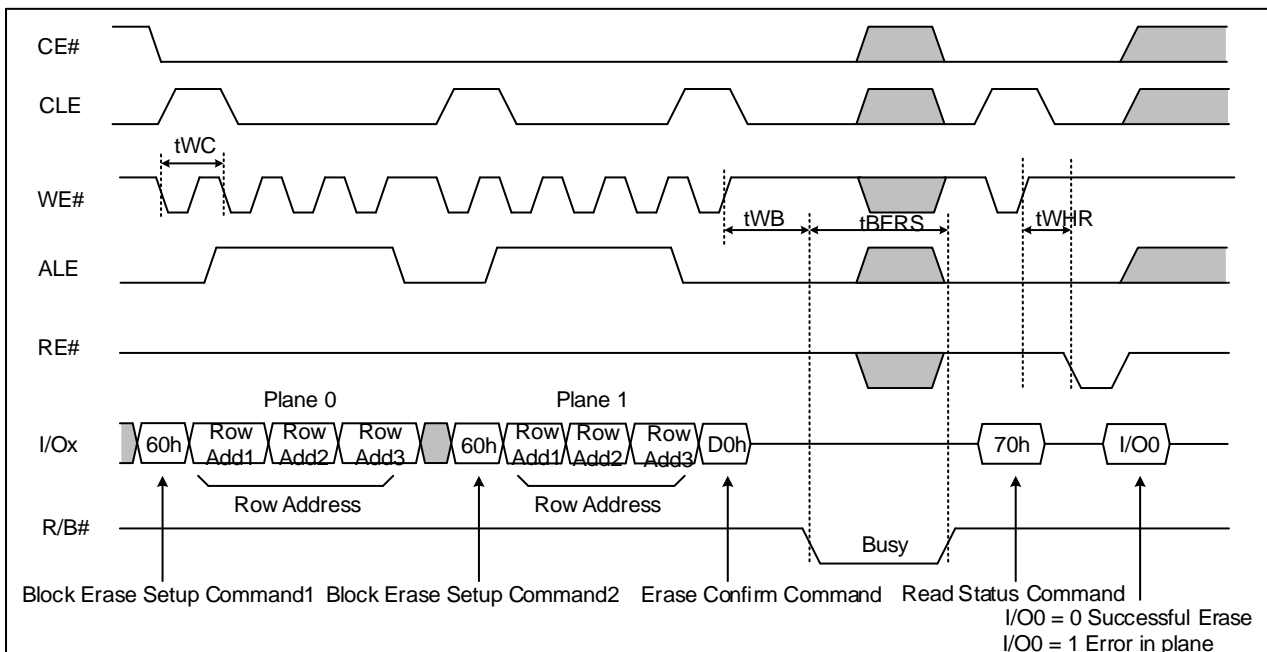 CE#
CLE
tWC
WE#
tWB
tBERS
tWHR
ALE
RE#
Plane 0
Plane 1
I/Ox
60h
Row Add1
Row Add2
Row Add3
60h
Row Add1
Row Add2
Row Add3
D0h
70h
I/O0
Row Address
Row Address
R/B#
Busy
Block Erase Setup Command1
Block Erase Setup Command2
Erase Confirm Command
Read Status Command
I/O0 = 0 Successful Erase
I/O0 = 1 Error in plane